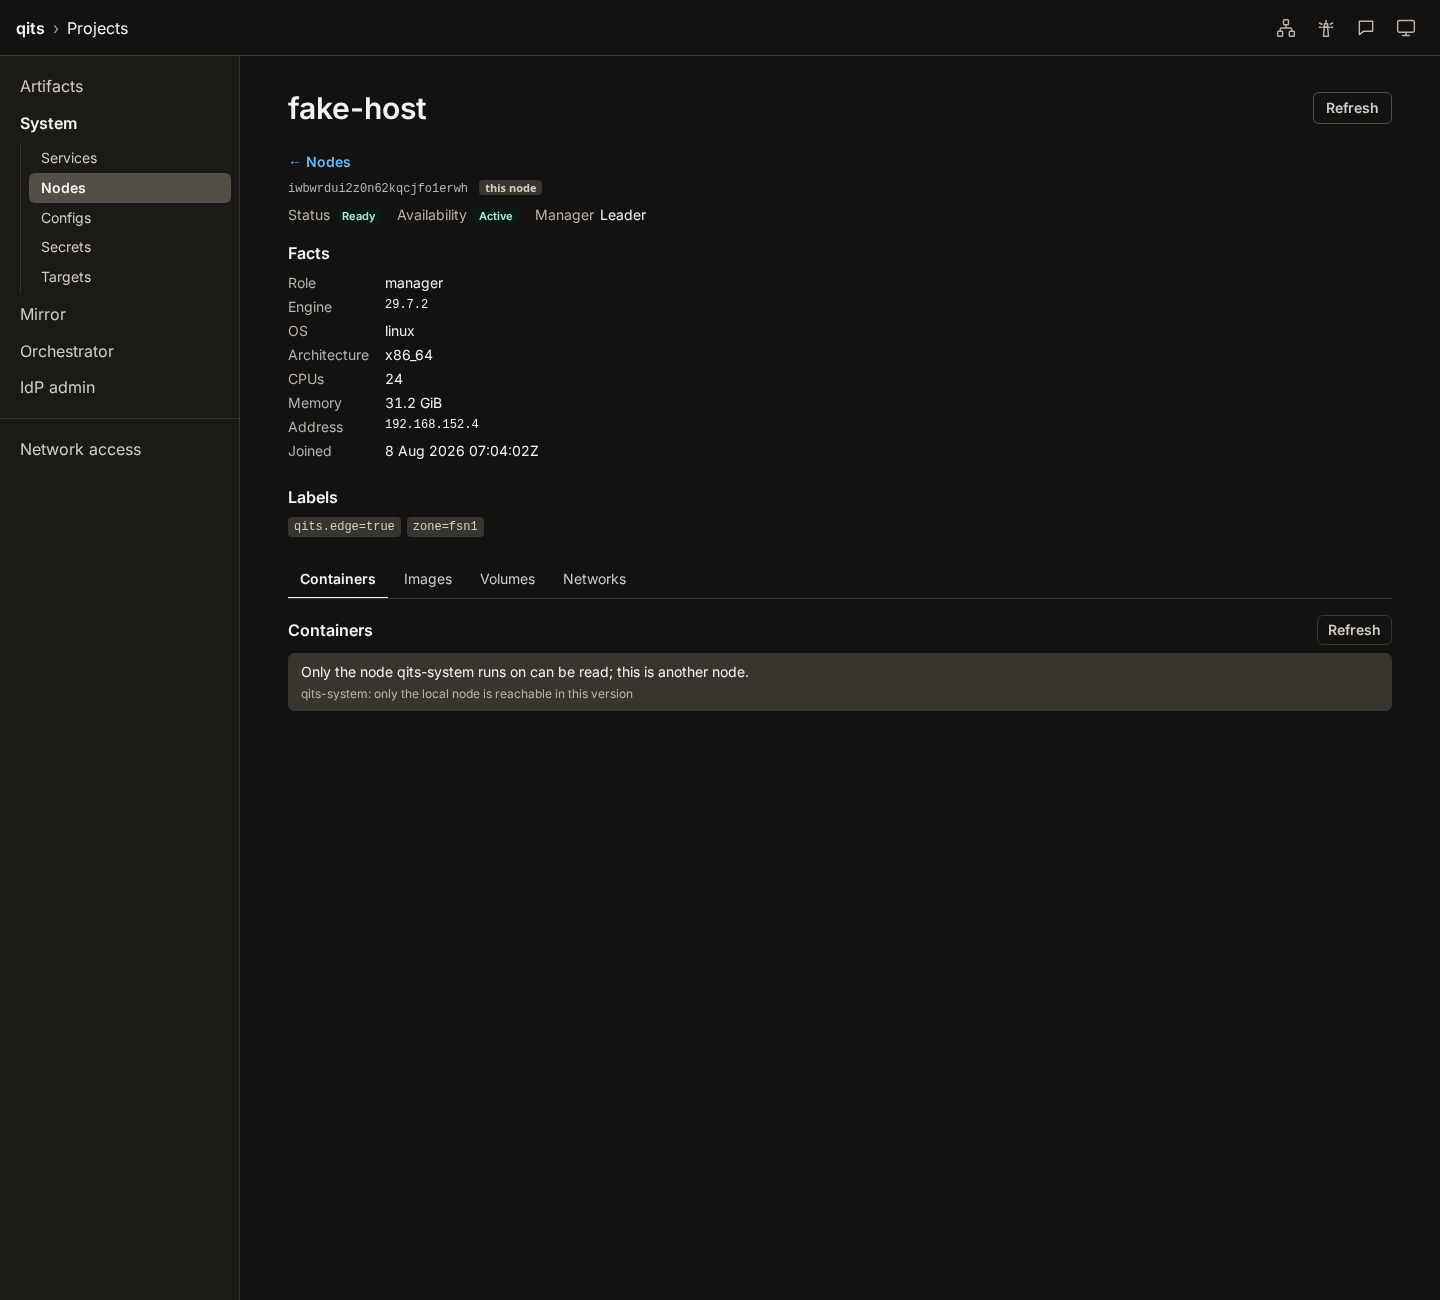 qits › Projects
Artifacts
System
Services
Nodes
Configs
Secrets
Targets
Mirror
Orchestrator
IdP admin
Network access
fake-host
Refresh
← Nodes
iwbwrdui2z0n62kqcjfo1erwh this node
Status Ready Availability Active Manager Leader
Facts
Role manager
Engine 29.7.2
OS linux
Architecture x86_64
CPUs 24
Memory 31.2 GiB
Address 192.168.152.4
Joined 8 Aug 2026 07:04:02Z
Labels
qits.edge=true zone=fsn1
Containers Images Volumes Networks
Containers
Refresh
Only the node qits-system runs on can be read; this is another node.
qits-system: only the local node is reachable in this version